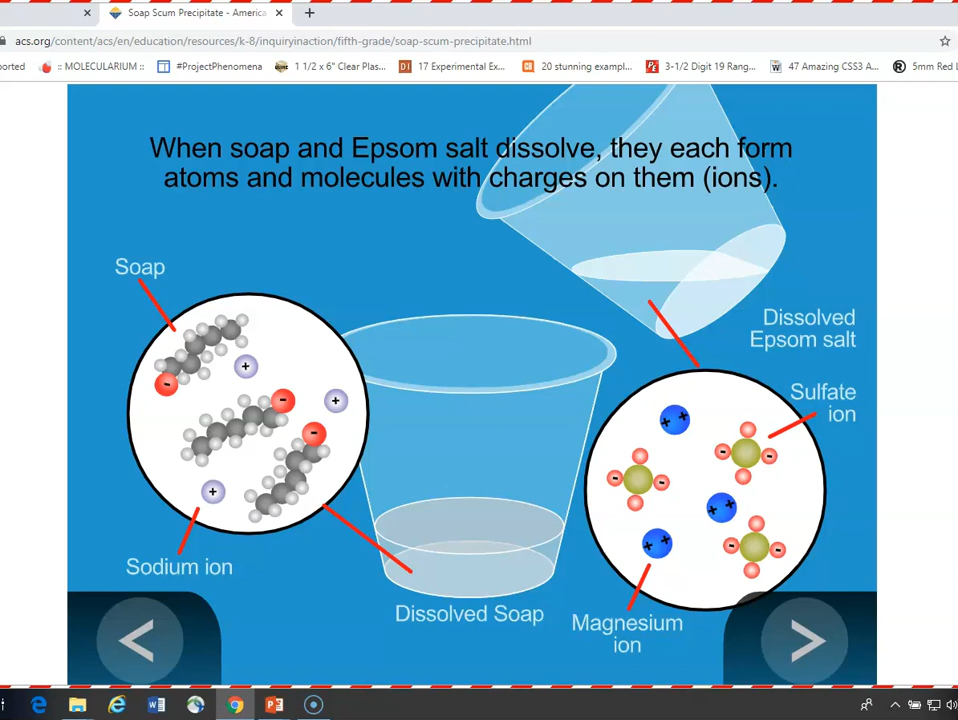 Soap Scum Precipitate - America
acs.org/content/acs/en/education/resources/k-8/inquiryinaction/fifth-grade/soap-scum-precipitate.html
:: MOLECULARIUM :: #ProjectPhenomena 1 1/2 x 6" Clear Plas... 17 Experimental Ex... 20 stunning exampl... 3-1/2 Digit 19 Rang... 47 Amazing CSS3 A... 5mm Red L
When soap and Epsom salt dissolve, they each form
atoms and molecules with charges on them (ions).
Soap
Dissolved
Epsom salt
Sulfate
ion
Sodium ion
Dissolved Soap
Magnesium
ion